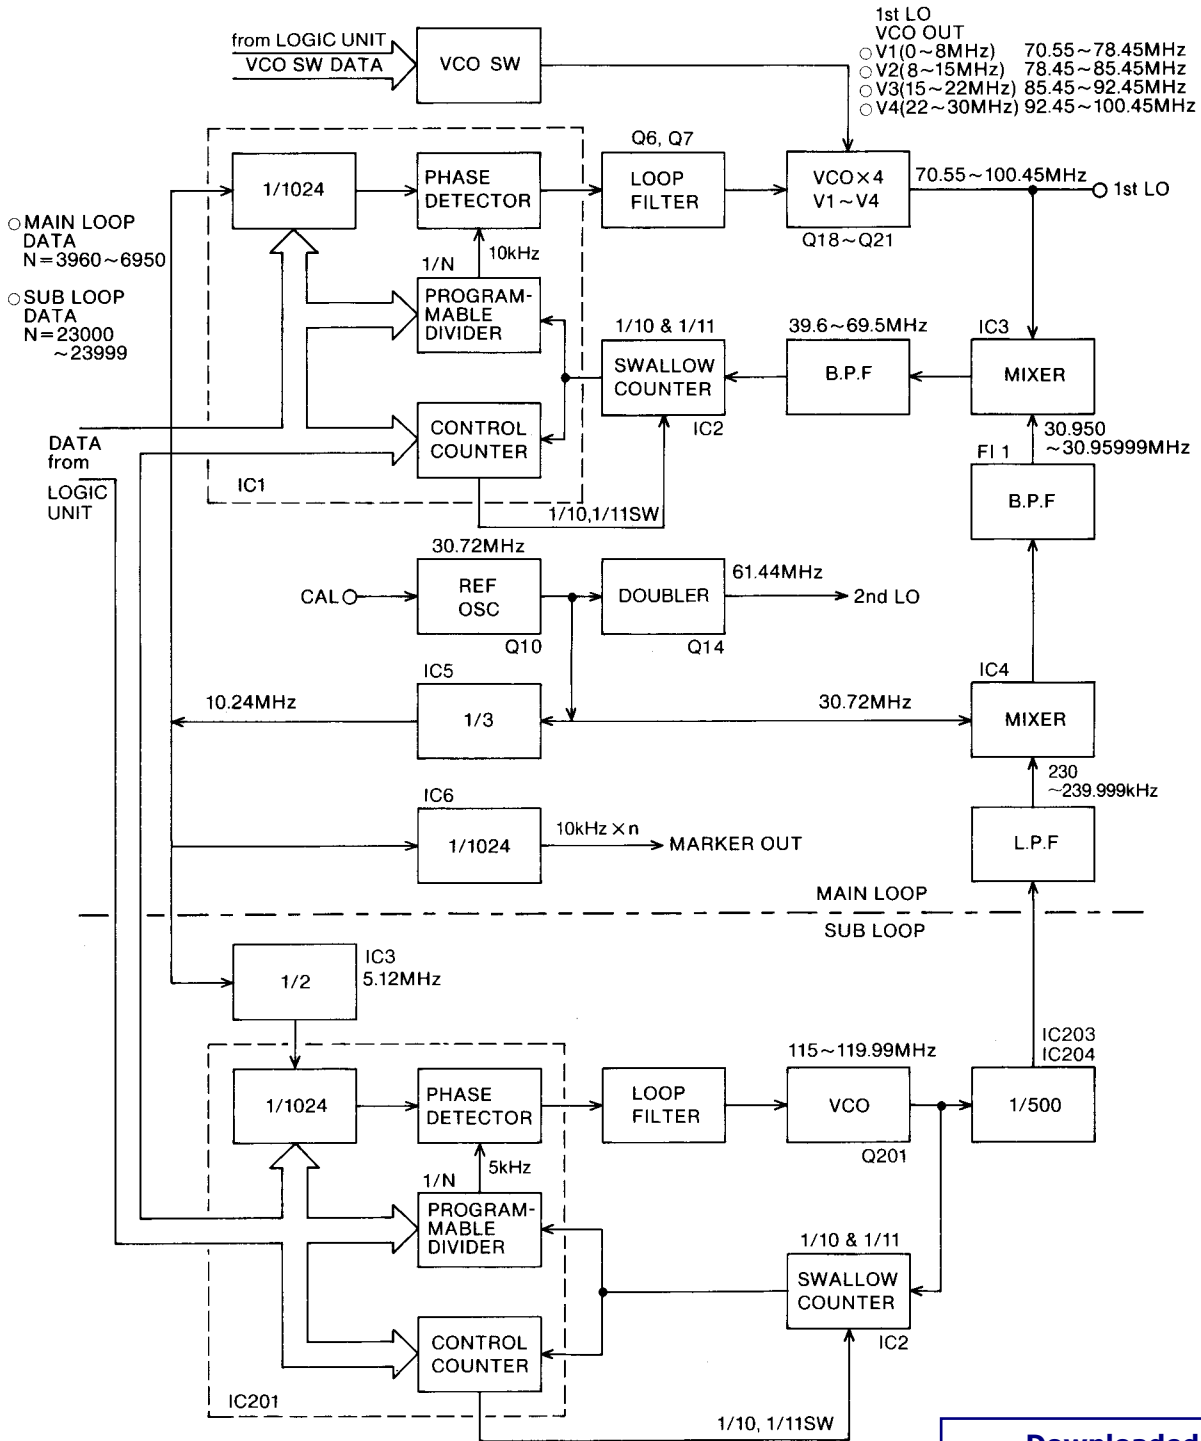 1st LO
VCO OUT
○ V1(0~8MHz) 70.55~78.45MHz
○ V2(8~15MHz) 78.45~85.45MHz
○ V3(15~22MHz) 85.45~92.45MHz
○ V4(22~30MHz) 92.45~100.45MHz
from LOGIC UNIT
VCO SW DATA
VCO SW
Q6, Q7
1/1024
PHASE
DETECTOR
LOOP
FILTER
VCO×4
V1~V4
70.55~100.45MHz
1st LO
Q18~Q21
○ MAIN LOOP
DATA
N=3960~6950
○ SUB LOOP
DATA
N=23000
~23999
10kHz
1/N
PROGRAM-
MABLE
DIVIDER
1/10 & 1/11
SWALLOW
COUNTER
IC2
39.6~69.5MHz
B.P.F
IC3
MIXER
30.950
~30.95999MHz
CONTROL
COUNTER
IC1
1/10,1/11SW
DATA
from
LOGIC
UNIT
FI 1
B.P.F
30.72MHz
CAL
REF
OSC
Q10
DOUBLER
Q14
61.44MHz
2nd LO
10.24MHz
IC5
1/3
30.72MHz
IC4
MIXER
230
~239.999kHz
IC6
1/1024
10kHz×n
MARKER OUT
L.P.F
MAIN LOOP
SUB LOOP
1/2
IC3
5.12MHz
1/1024
PHASE
DETECTOR
LOOP
FILTER
115~119.99MHz
VCO
Q201
IC203
IC204
1/500
5kHz
1/N
PROGRAM-
MABLE
DIVIDER
1/10 & 1/11
SWALLOW
COUNTER
IC2
CONTROL
COUNTER
IC201
1/10, 1/11SW
Downloaded